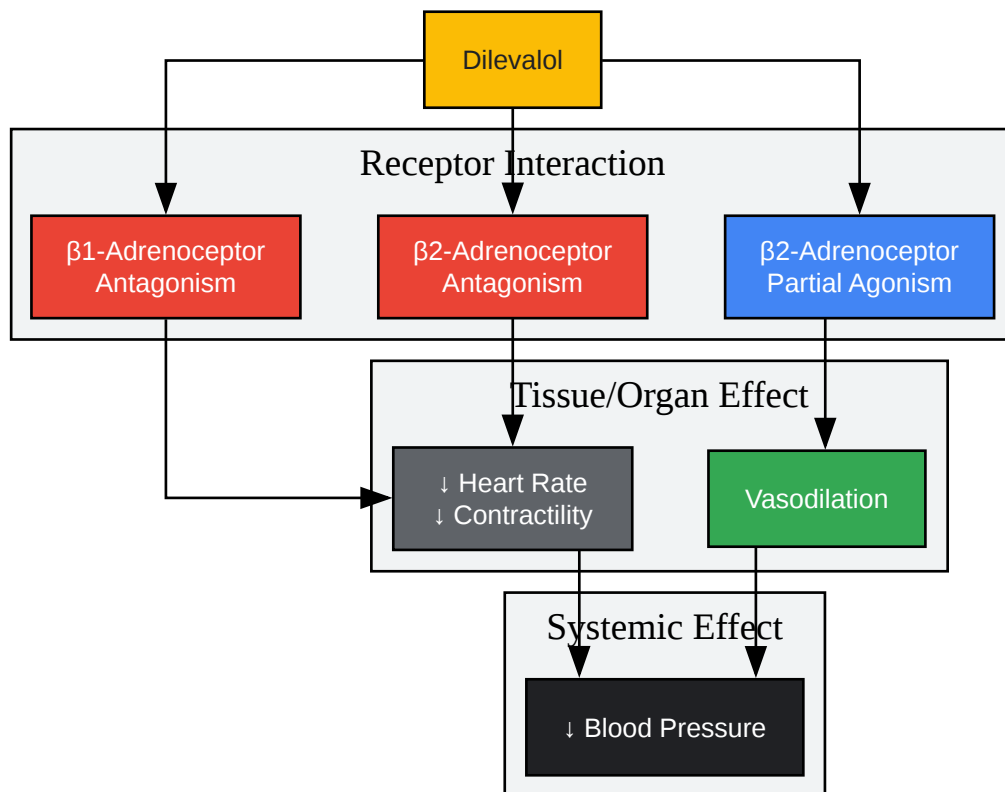 Dilevalol
Receptor Interaction
β1-Adrenoceptor
Antagonism
β2-Adrenoceptor
Antagonism
β2-Adrenoceptor
Partial Agonism
Tissue/Organ Effect
↓ Heart Rate
↓ Contractility
Vasodilation
Systemic Effect
↓ Blood Pressure